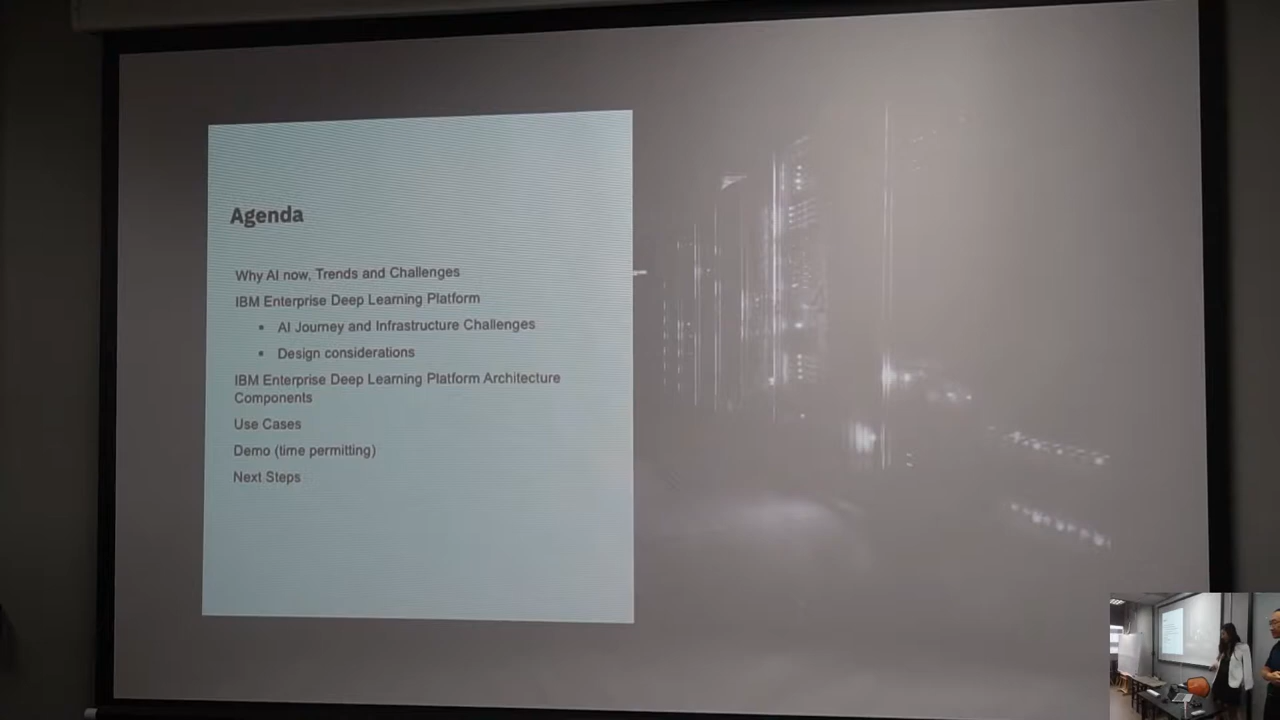 Agenda
Why AI now, Trends and Challenges
IBM Enterprise Deep Learning Platform
▪ AI Journey and Infrastructure Challenges
▪ Design considerations
IBM Enterprise Deep Learning Platform Architecture
Components
Use Cases
Demo (time permitting)
Next Steps